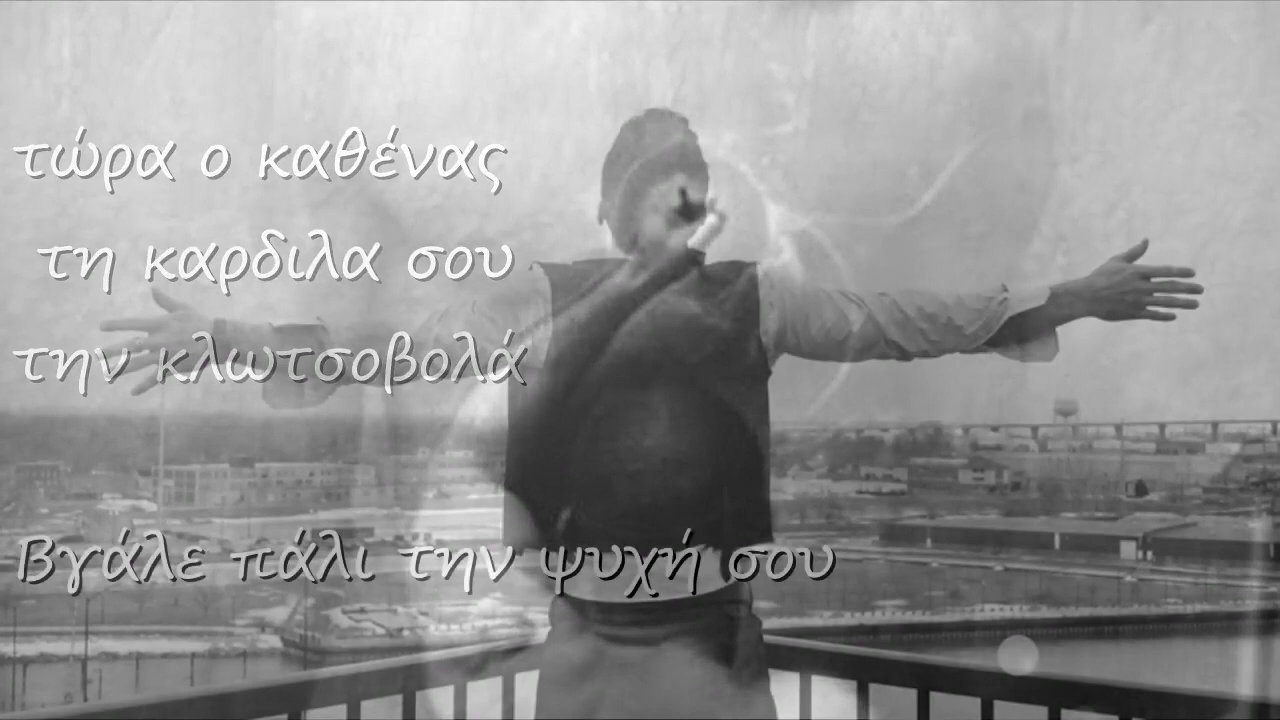 τώρα ο καθένας
τη καρδιλα σου
την κλωτσοβολά
Βγάλε πάλι την ψυχή σου